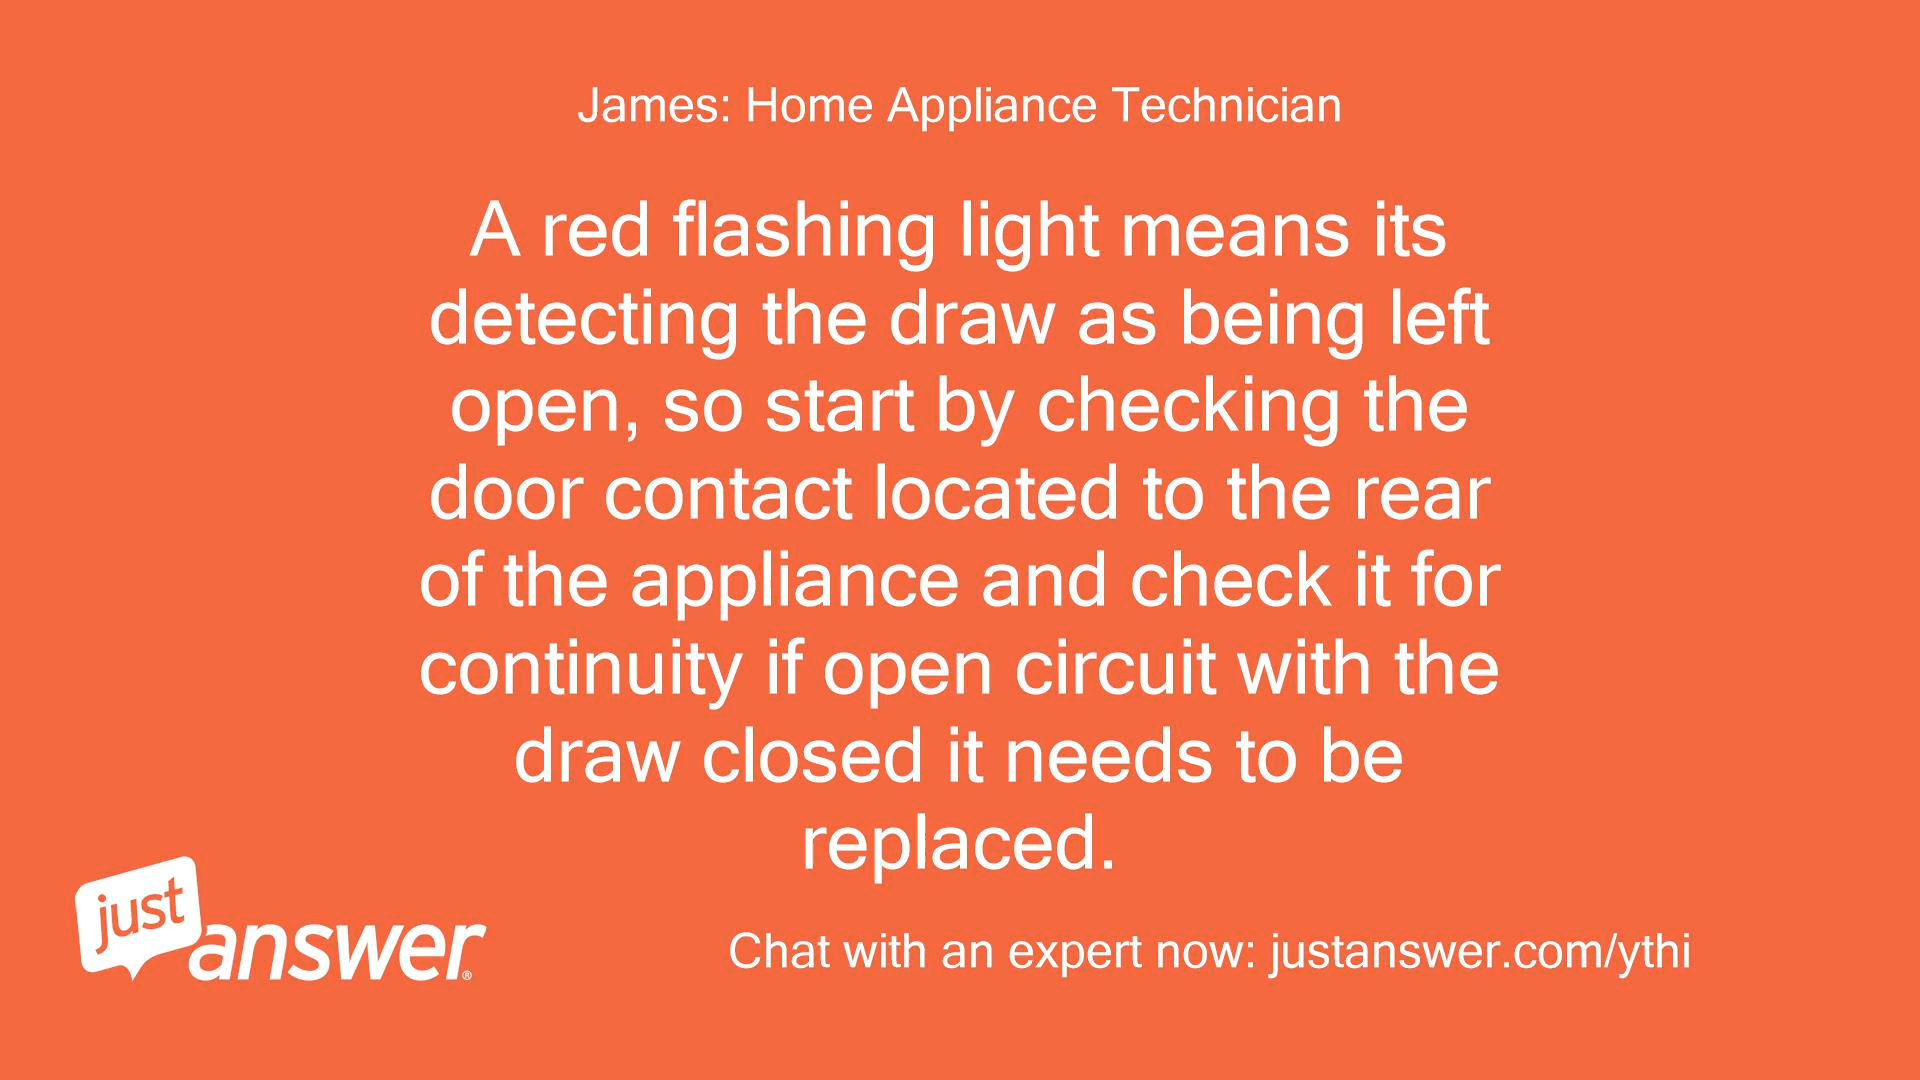 James: Home Appliance Technician
A red flashing light means its
detecting the draw as being left
open, so start by checking the
door contact located to the rear
of the appliance and check it for
continuity if open circuit with the
draw closed it needs to be
replaced.
just
answer®
Chat with an expert now: justanswer.com/ythi